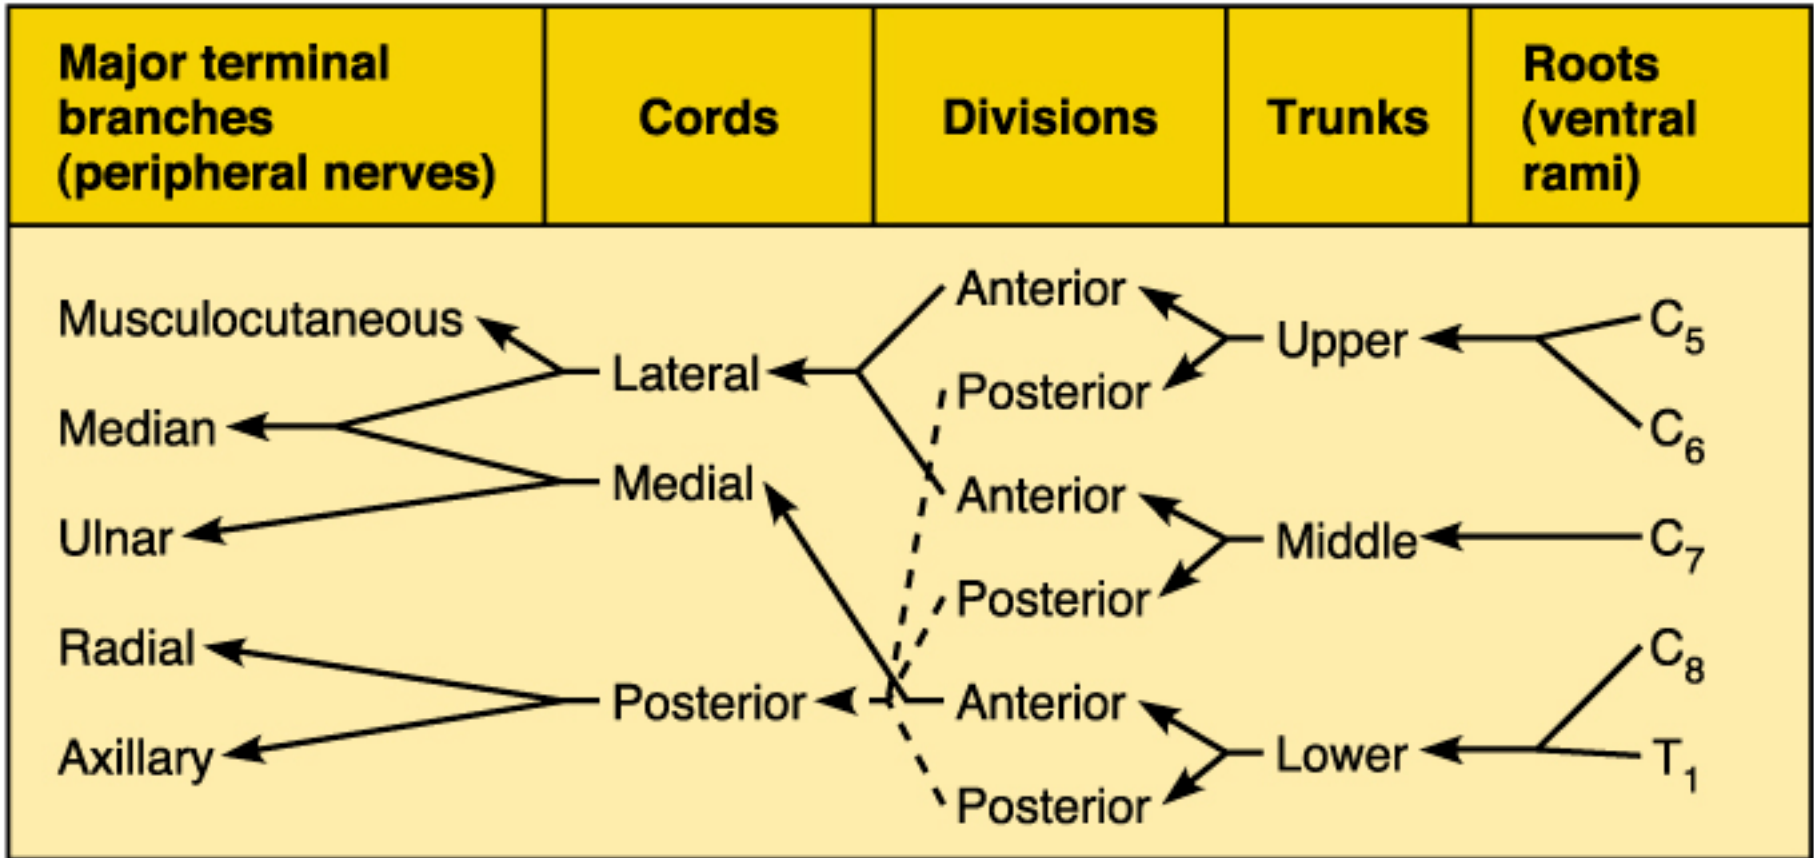 Major terminal
branches
(peripheral nerves)
Cords
Divisions
Trunks
Roots
(ventral
rami)
Musculocutaneous
Median
Ulnar
Radial
Axillary
Lateral
Medial
Posterior
Anterior
Posterior
Anterior
Posterior
Anterior
Posterior
Upper
Middle
Lower
C5
C6
C7
C8
T1